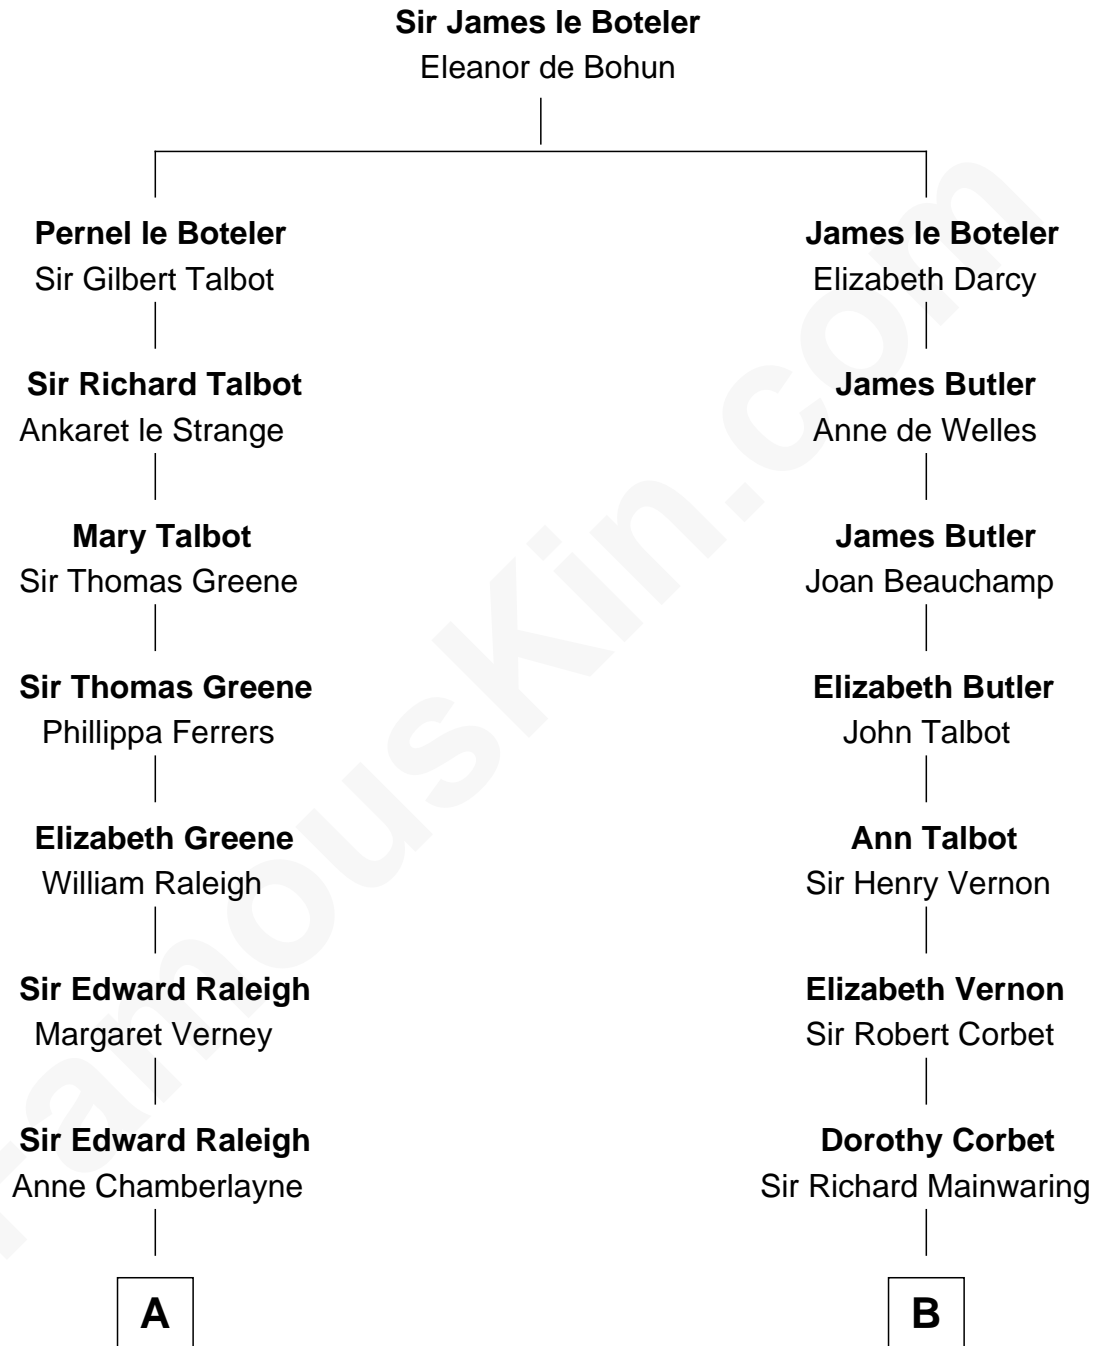 Sir James le Boteler
Eleanor de Bohun
Pernel le Boteler
Sir Gilbert Talbot
James le Boteler
Elizabeth Darcy
Sir Richard Talbot
Ankaret le Strange
James Butler
Anne de Welles
Mary Talbot
Sir Thomas Greene
James Butler
Joan Beauchamp
Sir Thomas Greene
Phillippa Ferrers
Elizabeth Butler
John Talbot
Elizabeth Greene
William Raleigh
Ann Talbot
Sir Henry Vernon
Sir Edward Raleigh
Margaret Verney
Elizabeth Vernon
Sir Robert Corbet
Sir Edward Raleigh
Anne Chamberlayne
Dorothy Corbet
Sir Richard Mainwaring
A
B
FamousKin.com